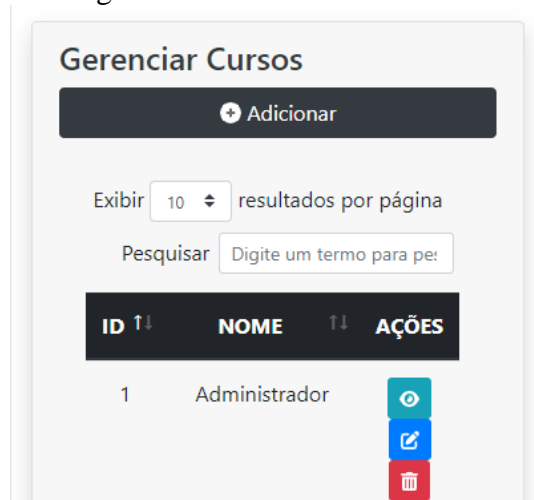 Gerenciar Cursos
Adicionar
Exibir 10 resultados por página
Pesquisar Digite um termo para pes
ID NOME AÇÕES
1 Administrador